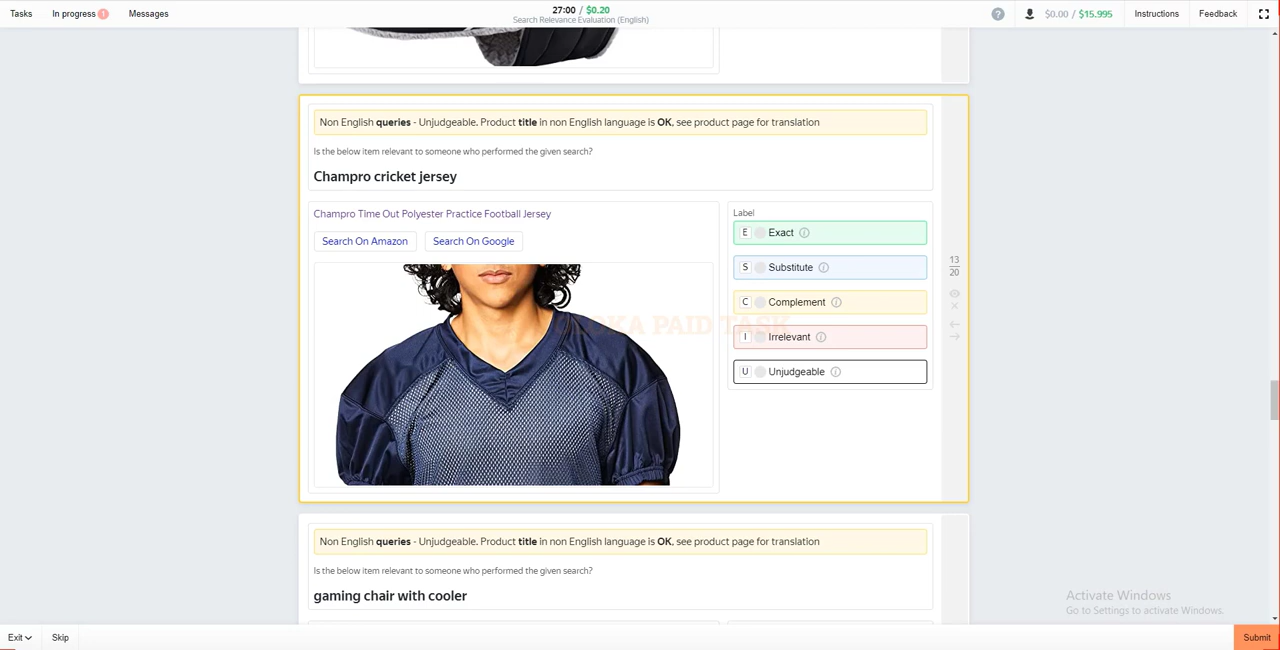 Tasks
In progress 1
Messages
27:00 / $0.20
Search Relevance Evaluation (English)
?
$0.00 / $15.995
Instructions
Feedback
Non English queries - Unjudgeable. Product title in non English language is OK, see product page for translation
Is the below item relevant to someone who performed the given search?
Champro cricket jersey
Champro Time Out Polyester Practice Football Jersey
Search On Amazon
Search On Google
Label
E Exact
S Substitute
C Complement
I Irrelevant
U Unjudgeable
13
20
PAID TASK
Non English queries - Unjudgeable. Product title in non English language is OK, see product page for translation
Is the below item relevant to someone who performed the given search?
gaming chair with cooler
Activate Windows
Go to Settings to activate Windows.
Exit
Skip
Submit